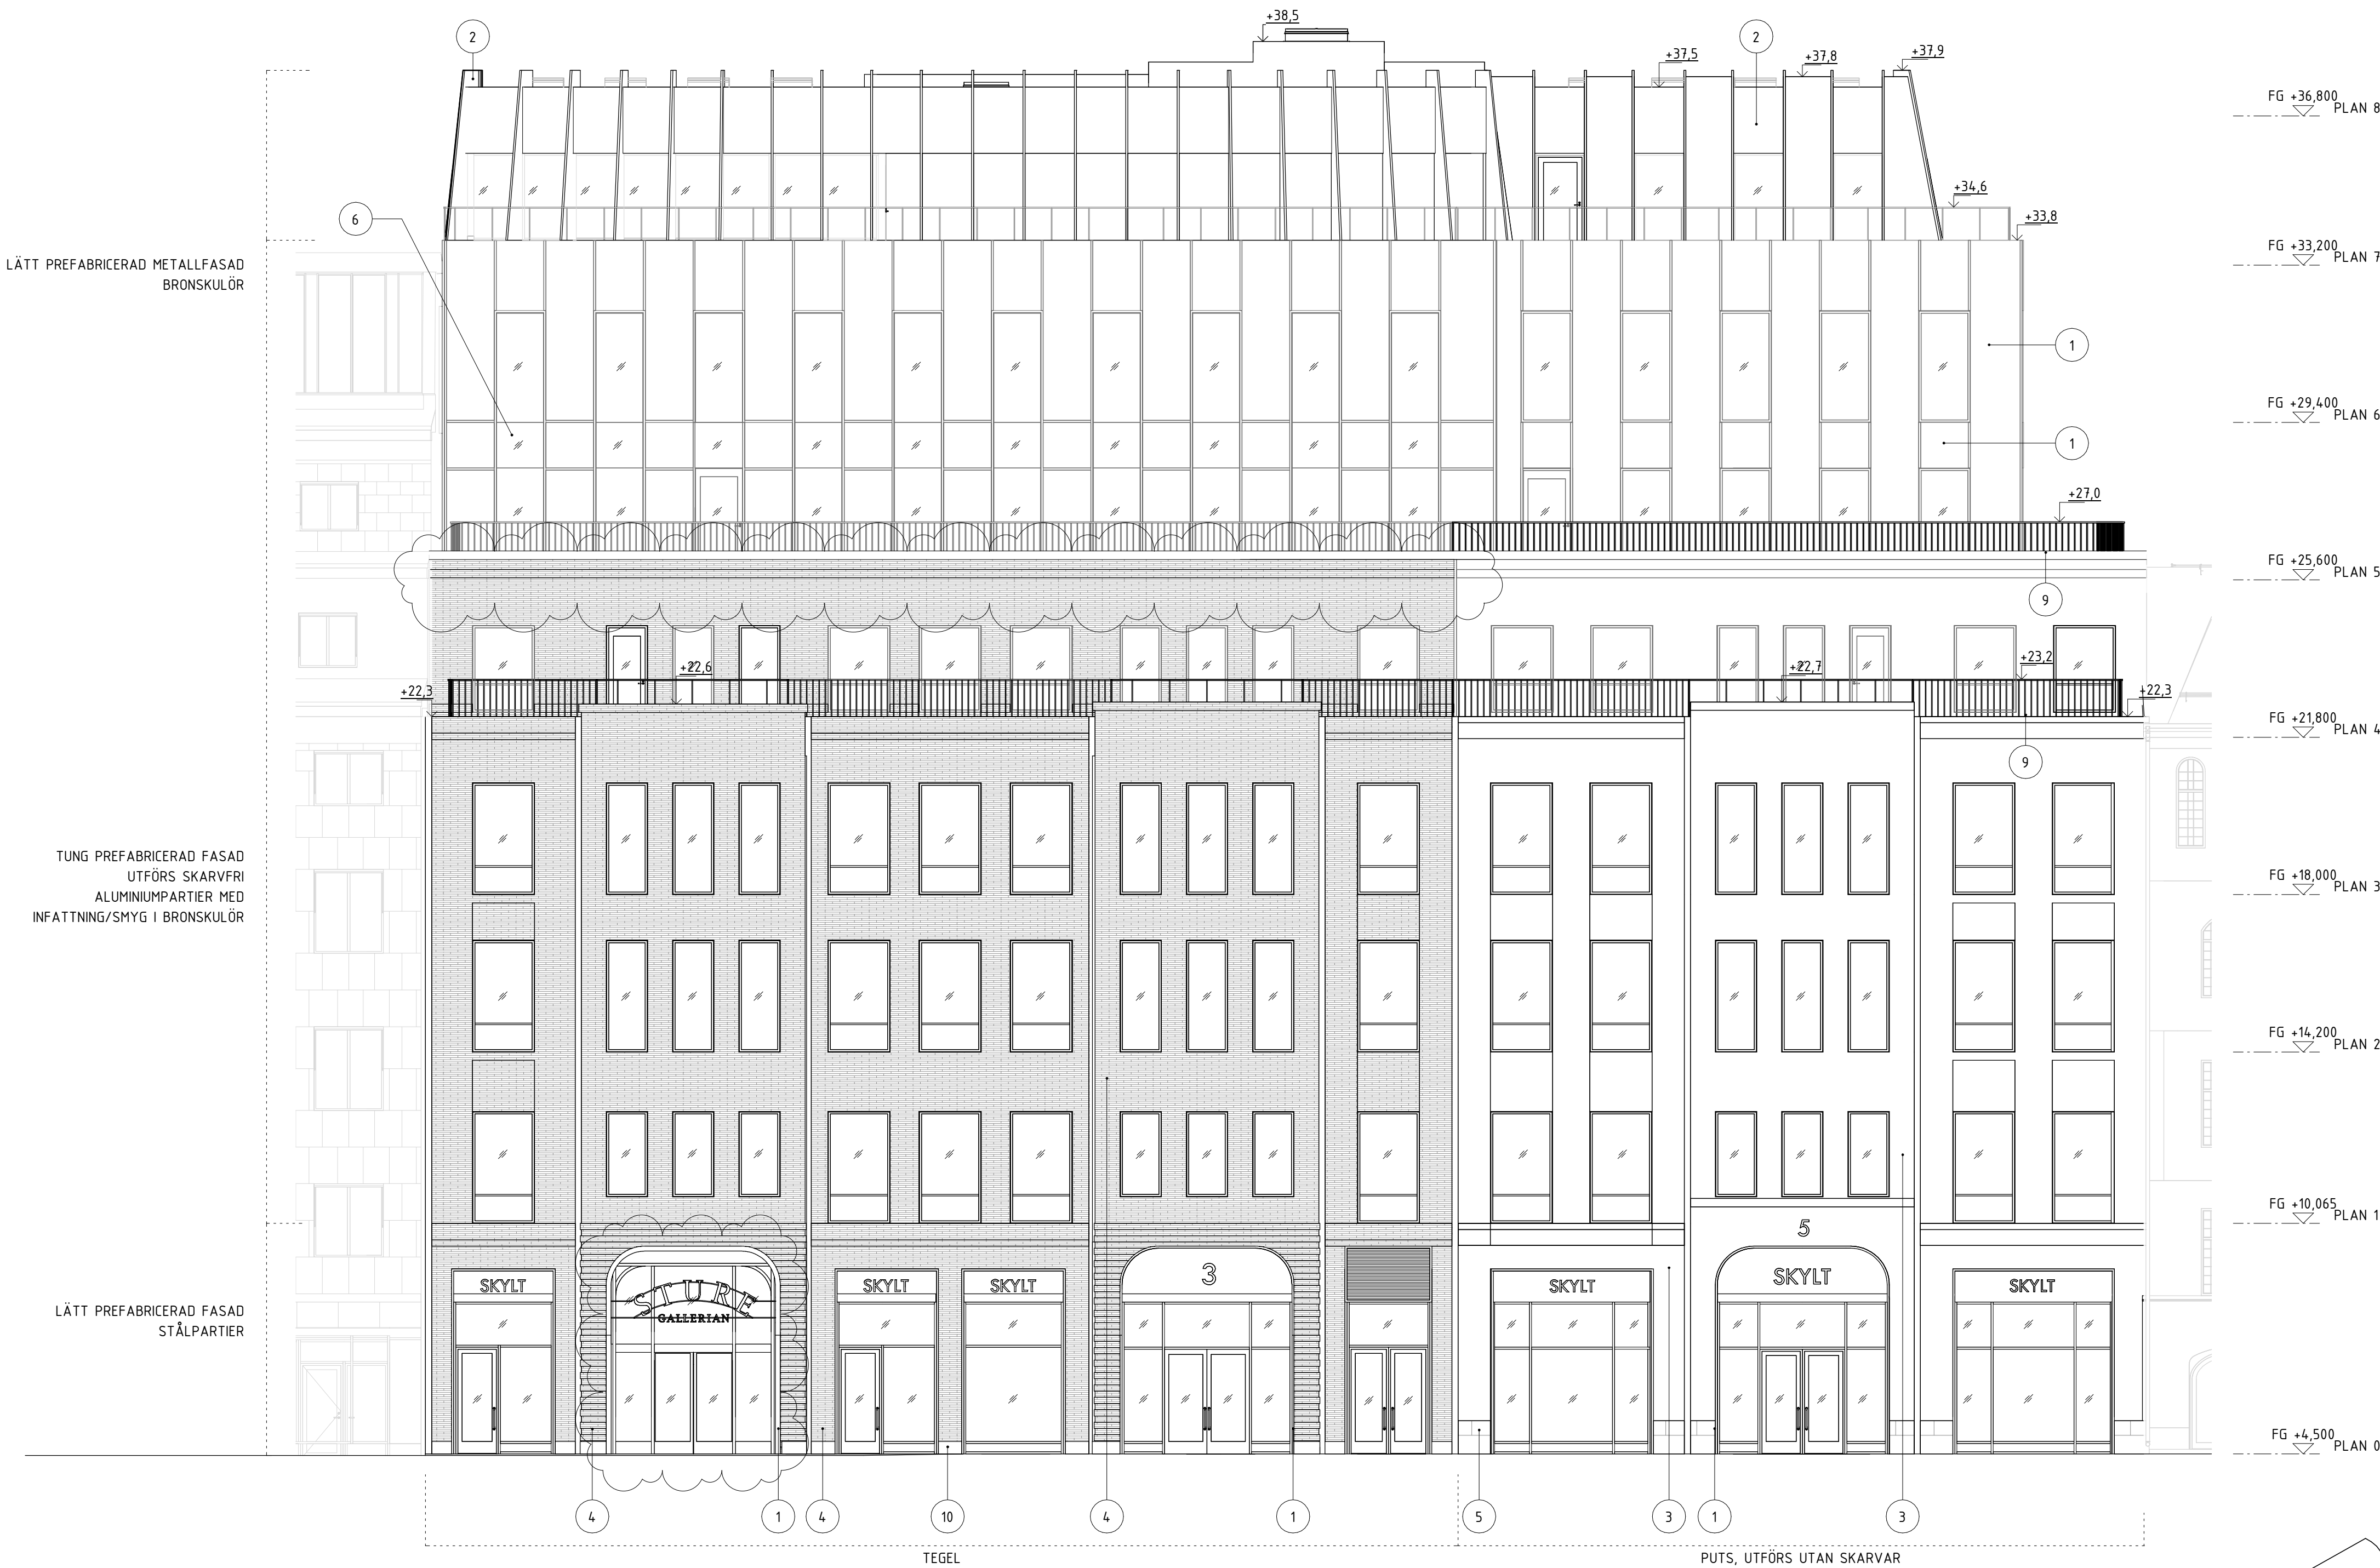 +38,5
2
2
+37,5
+37,8
+37,9
FG +36,800
PLAN 8
+34,6
6
+33,8
FG +33,200
PLAN 7
LÄTT PREFABRICERAD METALLFASAD
BRONSKULÖR
1
FG +29,400
PLAN 6
1
+27,0
FG +25,600
PLAN 5
9
+22,6
+22,7
+23,2
+22,3
+22,3
FG +21,800
PLAN 4
9
TUNG PREFABRICERAD FASAD
UTFÖRS SKARVFRI
ALUMINIUMPARTIER MED
INFATTNING/SMYG I BRONSKULÖR
FG +18,000
PLAN 3
FG +14,200
PLAN 2
FG +10,065
PLAN 1
5
3
SKYLT
SKYLT
SKYLT
SKYLT
SKYLT
SKYLT
STURE
GALLERIAN
LÄTT PREFABRICERAD FASAD
STÅLPARTIER
FG +4,500
PLAN 0
4
1
4
10
4
1
5
3
1
3
TEGEL
PUTS, UTFÖRS UTAN SKARVAR